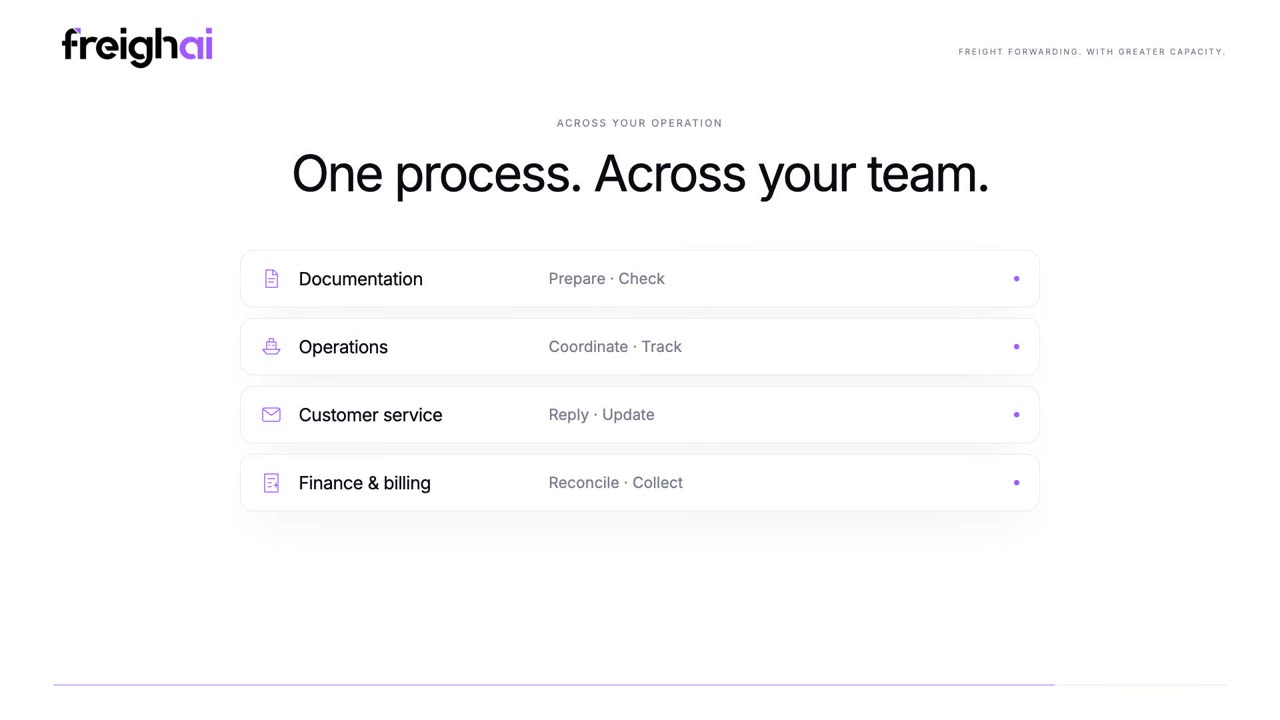 freighai
FREIGHT FORWARDING. WITH GREATER CAPACITY.
ACROSS YOUR OPERATION
One process. Across your team.
Documentation Prepare · Check
Operations Coordinate · Track
Customer service Reply · Update
Finance & billing Reconcile · Collect